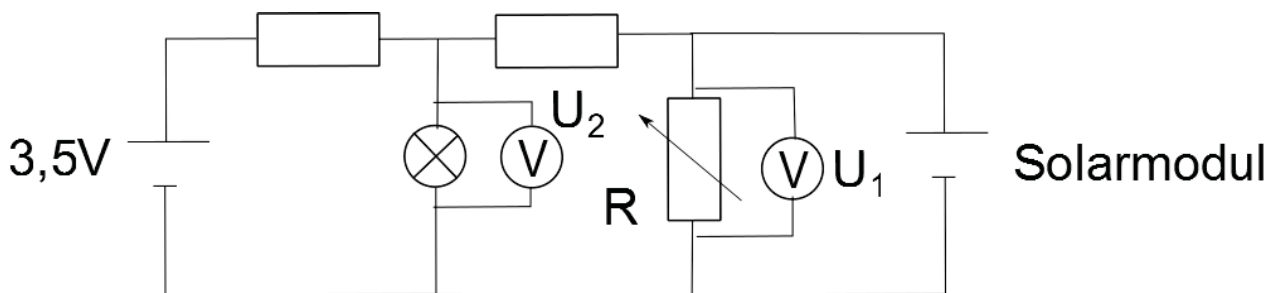 3,5V
V
U₂
R
V
U₁
Solarmodul